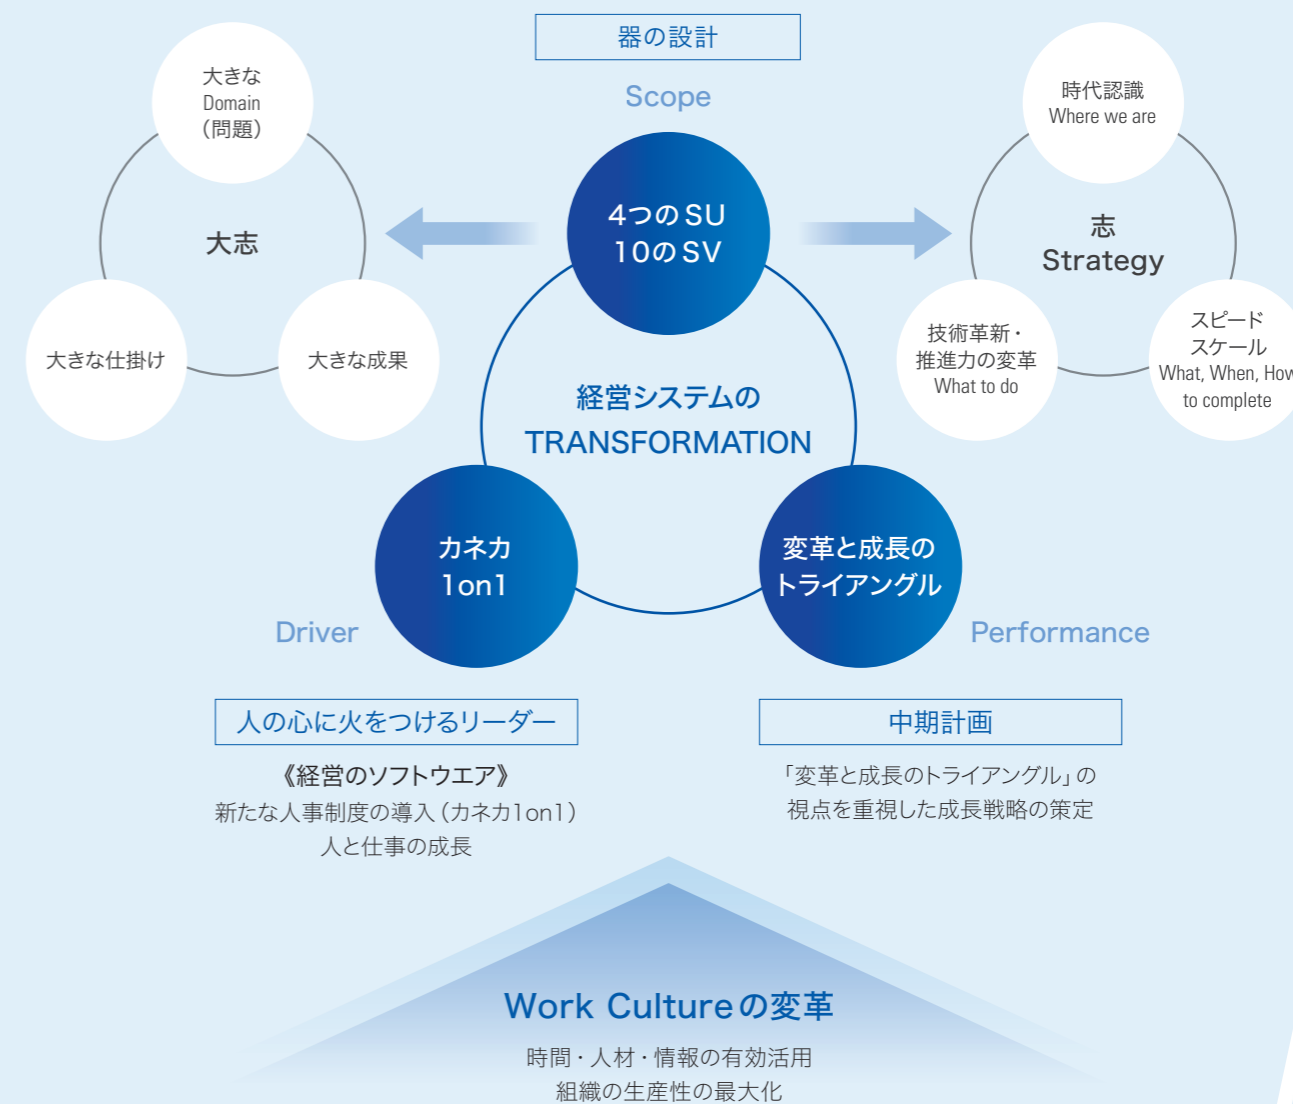 器の設計
Scope
4つのSU
10のSV
大きな
Domain
（問題）
大志
大きな仕掛け
大きな成果
時代認識
Where we are
志
Strategy
技術革新・
推進力の変革
What to do
スピード
スケール
What, When, How
to complete
経営システムの
TRANSFORMATION
カネカ
1on1
Driver
変革と成長の
トライアングル
Performance
人の心に火をつけるリーダー
《経営のソフトウエア》
新たな人事制度の導入（カネカ1on1）
人と仕事の成長
中期計画
「変革と成長のトライアングル」の
視点を重視した成長戦略の策定
Work Cultureの変革
時間・人材・情報の有効活用
組織の生産性の最大化